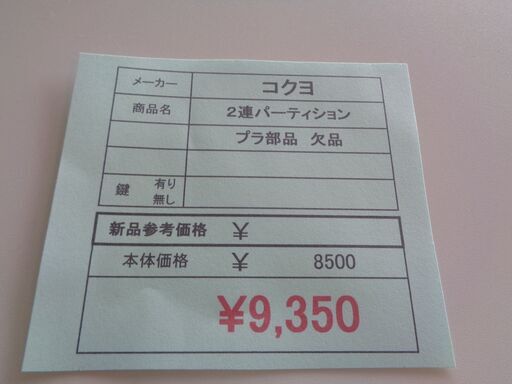 メーカー コクヨ
商品名 2連パーティション
プラ部品 欠品
鍵 有り
無し
新品参考価格 ¥
本体価格 ¥ 8500
¥9,350